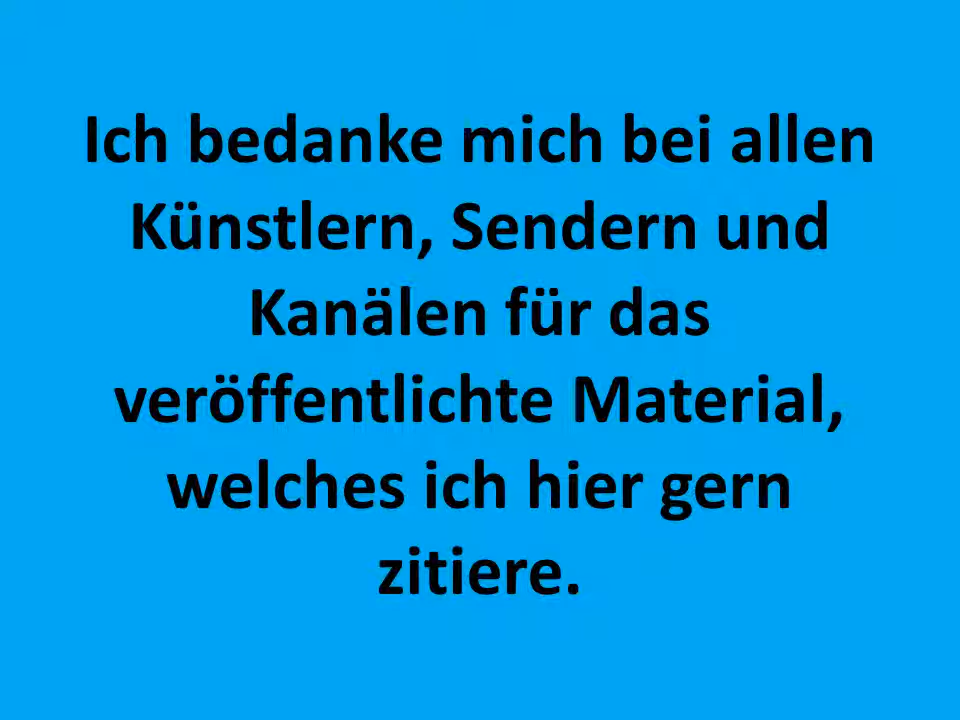 Ich bedanke mich bei allen
Künstlern, Sendern und
Kanälen für das
veröffentlichte Material,
welches ich hier gern
zitiere.